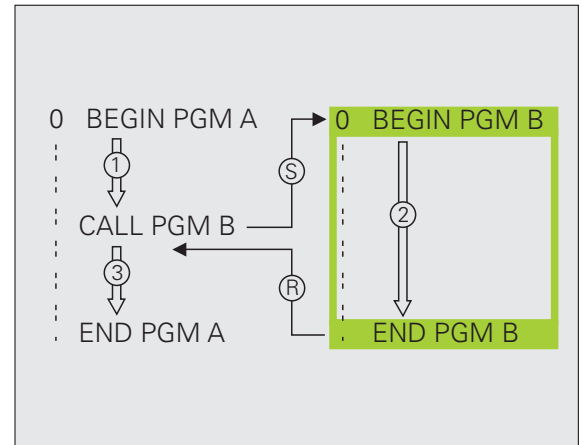 0 BEGIN PGM A
1
CALL PGM B
3
END PGM A
S
R
0 BEGIN PGM B
2
END PGM B